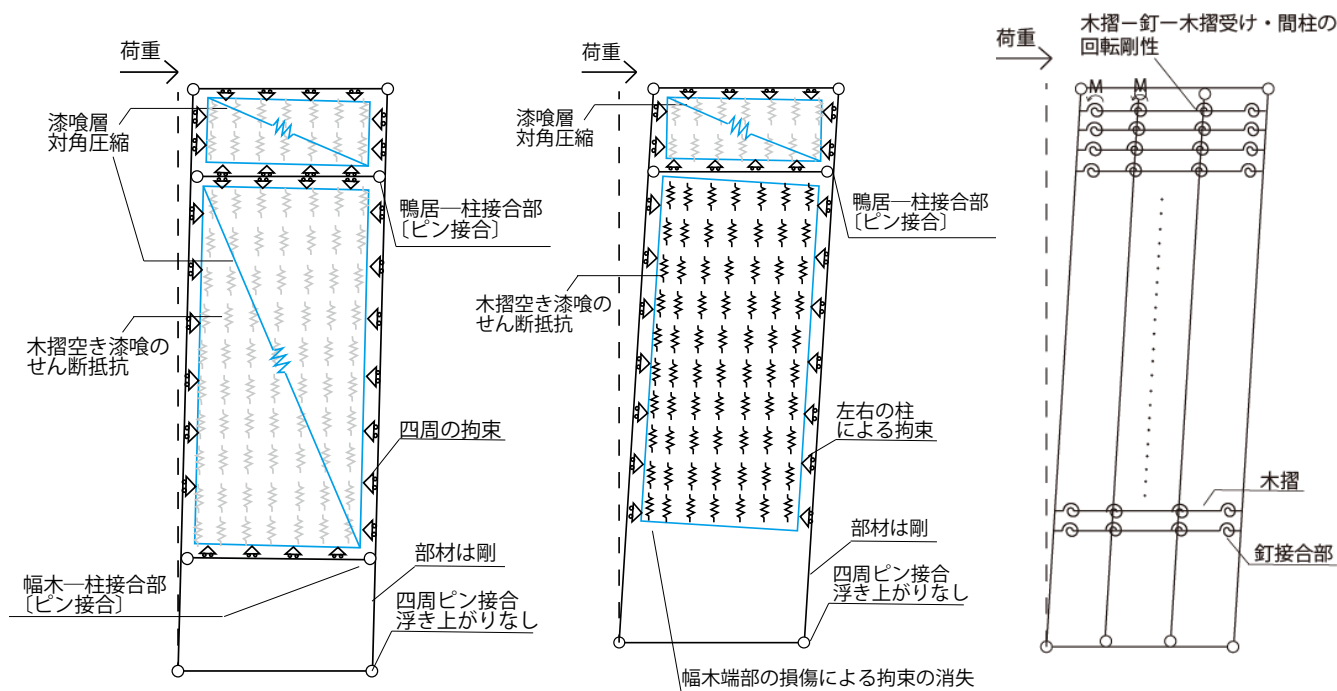 荷重
漆喰層
対角圧縮
鴨居―柱接合部
〔ピン接合〕
木摺空き漆喰の
せん断抵抗
四周の拘束
部材は剛
幅木―柱接合部
〔ピン接合〕
四周ピン接合
浮き上がりなし
荷重
漆喰層
対角圧縮
鴨居―柱接合部
〔ピン接合〕
木摺空き漆喰の
せん断抵抗
左右の柱
による拘束
部材は剛
四周ピン接合
浮き上がりなし
幅木端部の損傷による拘束の消失
木摺ー釘ー木摺受け・間柱の
回転剛性
荷重
M
M
木摺
釘接合部